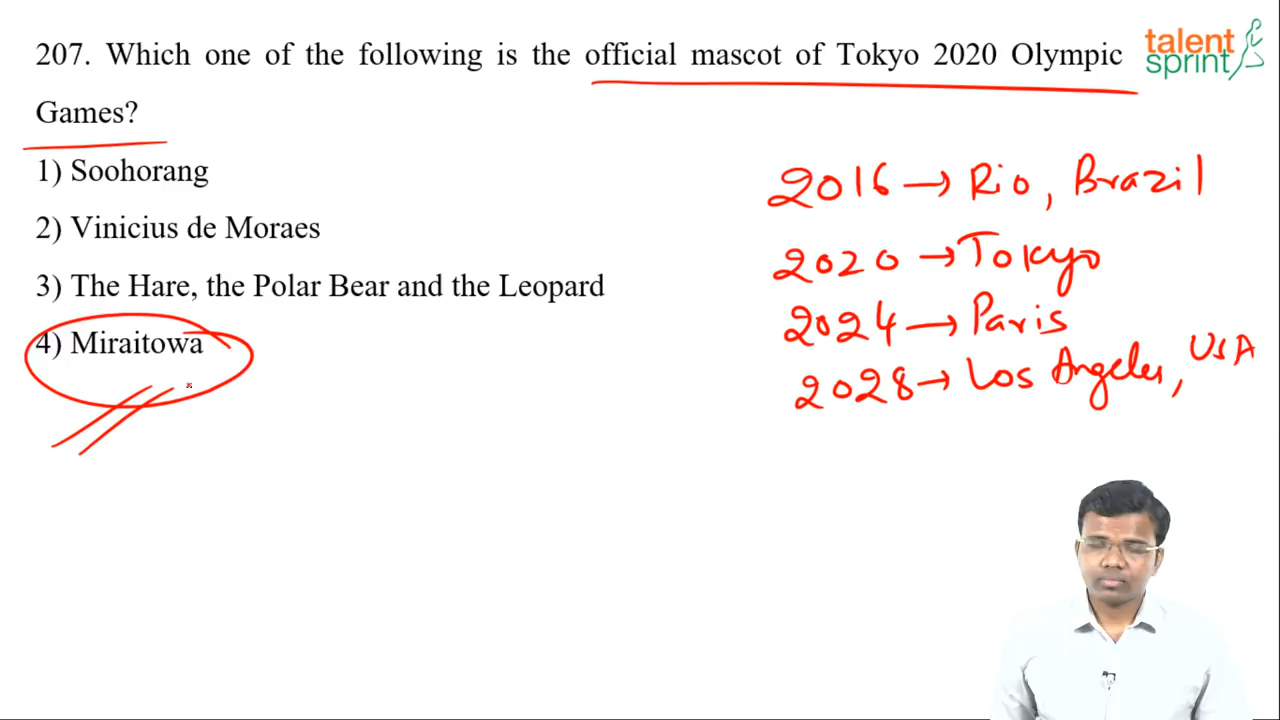 207. Which one of the following is the official mascot of Tokyo 2020 Olympic
Games?
talent
sprint
1) Soohorang
2) Vinicius de Moraes
3) The Hare, the Polar Bear and the Leopard
4) Miraitowa
2016 → Rio, Brazil
2020 → Tokyo
2024 → Paris
2028 → Los Angeles, USA